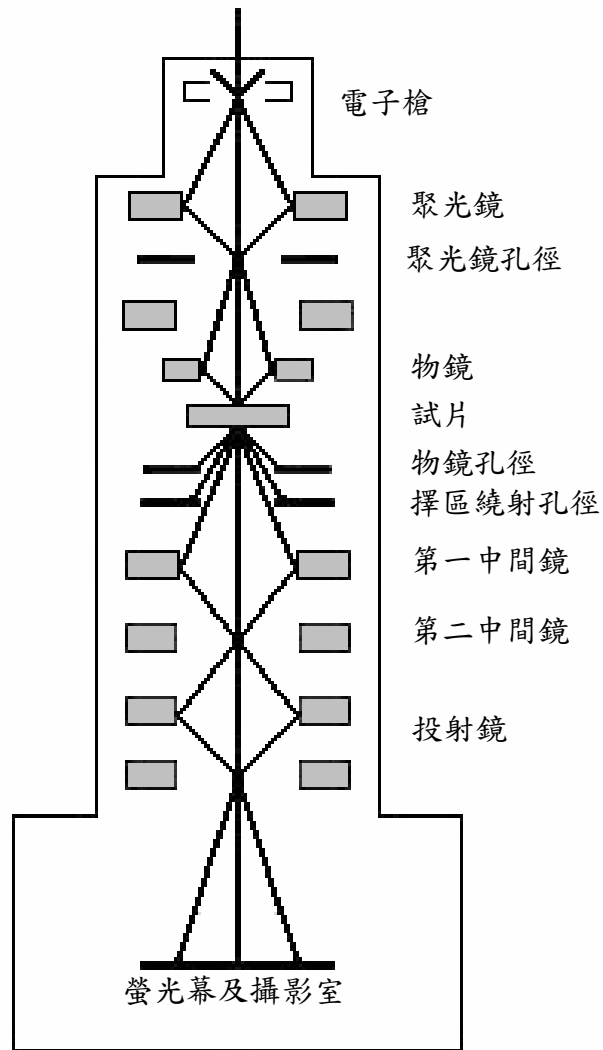 電子槍
聚光鏡
聚光鏡孔徑
物鏡
試片
物鏡孔徑
擇區繞射孔徑
第一中間鏡
第二中間鏡
投射鏡
螢光幕及攝影室